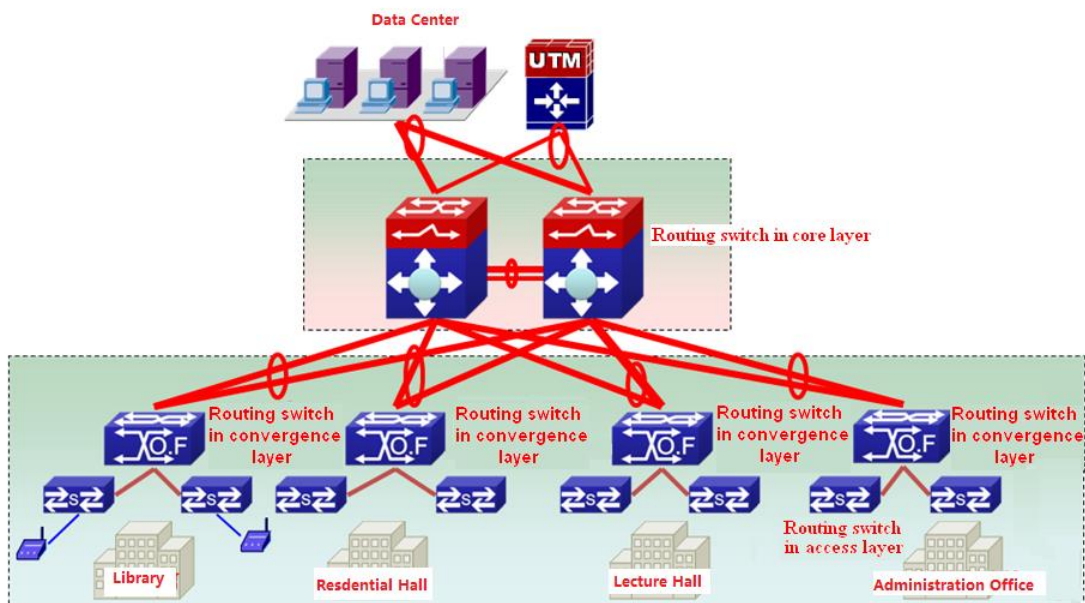 Data Center
UTM
Routing switch in core layer
Routing switch
in convergence
layer
Routing switch
in convergence
layer
Routing switch
in convergence
layer
Routing switch
in convergence
layer
O.F
O.F
O.F
O.F
S
S
S
S
S
S
S
S
Routing switch
in access layer
Library
Resdential Hall
Lecture Hall
Administration Office